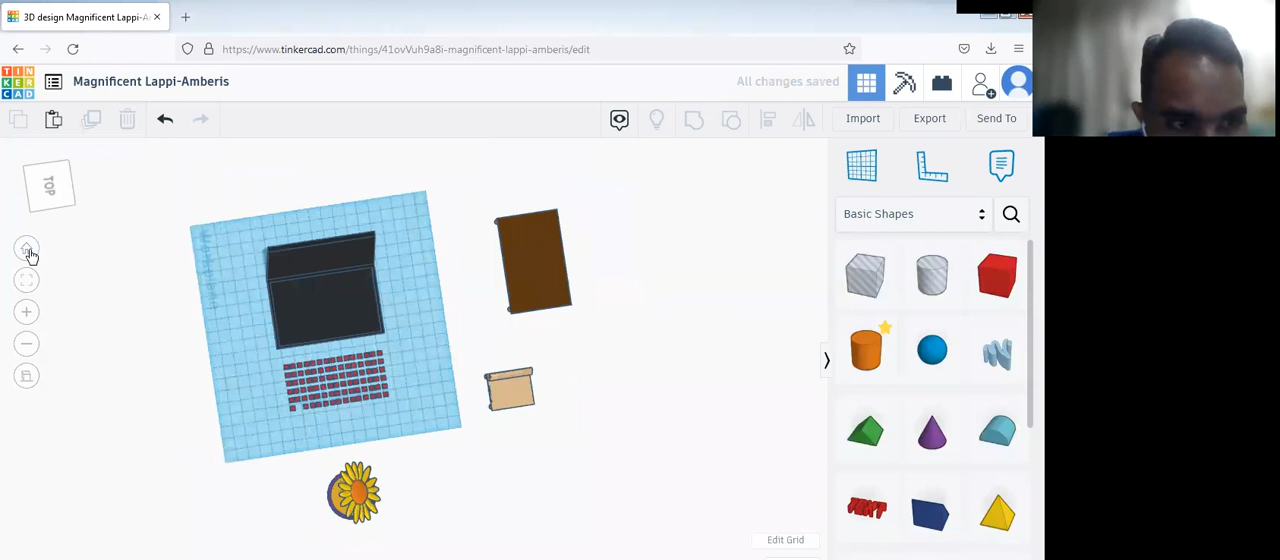 3D design Magnificent Lappi-A
https://www.tinkercad.com/things/41ovVuh9a8i-magnificent-lappi-amberis/edit
TIN
KER
CAD
Magnificent Lappi-Amberis
All changes saved
Import
Export
Send To
TOP
Basic Shapes
TEXT
Edit Grid